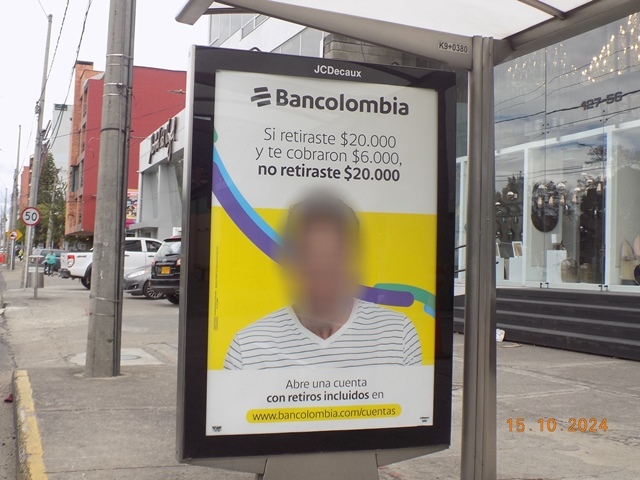 K9+0380
JCDecaux
Bancolombia
127-56
Si retiraste $20.000
y te cobraron $6.000,
no retiraste $20.000
50
Abre una cuenta
con retiros incluidos en
www.bancolombia.com/cuentas
15.10.2024